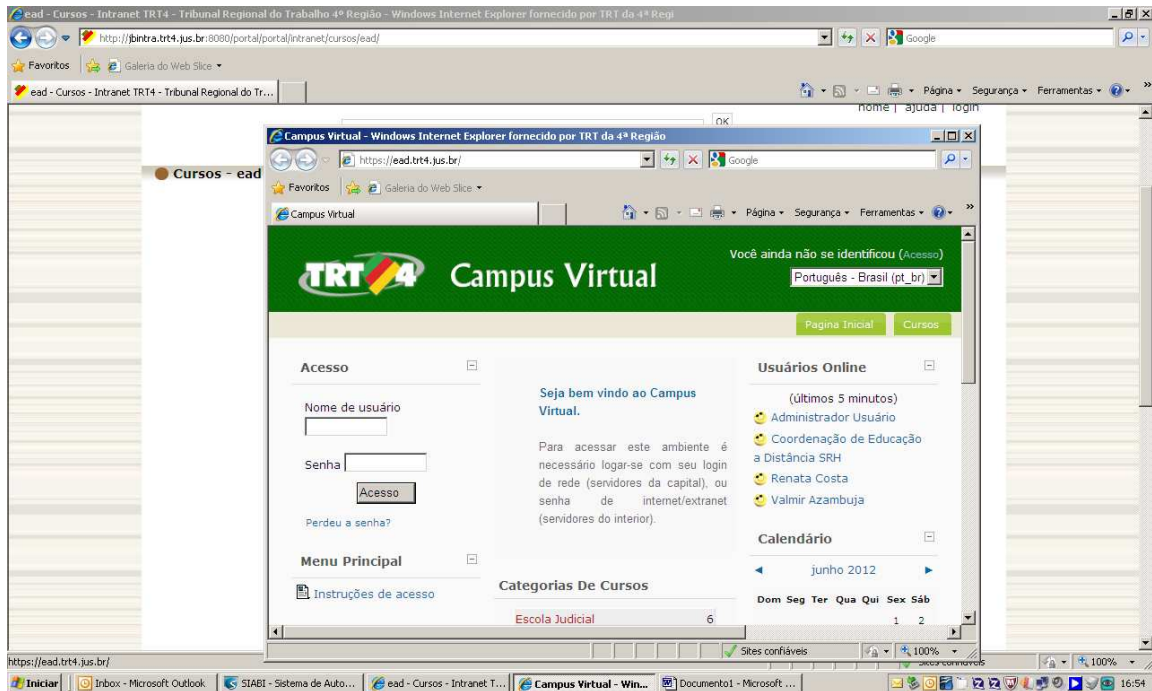 ead - Cursos - Intranet TRT4 - Tribunal Regional do Trabalho 4º Região - Windows Internet Explorer fornecido por TRT da 4ª Regi
http://jbintra.trt4.jus.br:8080/portal/portal/intranet/cursos/ead/
Google
Favoritos
Galeria do Web Slice
ead - Cursos - Intranet TRT4 - Tribunal Regional do Tr...
Página
Segurança
Ferramentas
»
home | ajuda | login
OK
Cursos - ead
Campus Virtual - Windows Internet Explorer fornecido por TRT da 4ª Região
https://ead.trt4.jus.br/
Google
Favoritos
Galeria do Web Slice
Campus Virtual
Página
Segurança
Ferramentas
»
TRT 4
Campus Virtual
Você ainda não se identificou (Acesso)
Português - Brasil (pt_br)
Pagina Inicial
Cursos
Acesso
Nome de usuário
Senha
Acesso
Perdeu a senha?
Menu Principal
Instruções de acesso
Seja bem vindo ao Campus
Virtual.
Para acessar este ambiente é
necessário logar-se com seu login
de rede (servidores da capital), ou
senha de internet/extranet
(servidores do interior).
Categorias De Cursos
Escola Judicial 6
Usuários Online
(últimos 5 minutos)
Administrador Usuário
Coordenação de Educação
a Distância SRH
Renata Costa
Valmir Azambuja
Calendário
◄ junho 2012 ►
Dom Seg Ter Qua Qui Sex Sáb
1 2
Sites confiáveis
100%
https://ead.trt4.jus.br/
Sites confiáveis
100%
Iniciar
Inbox - Microsoft Outlook
SIABI - Sistema de Auto...
ead - Cursos - Intranet T...
Campus Virtual - Win...
Documento1 - Microsoft ...
16:54